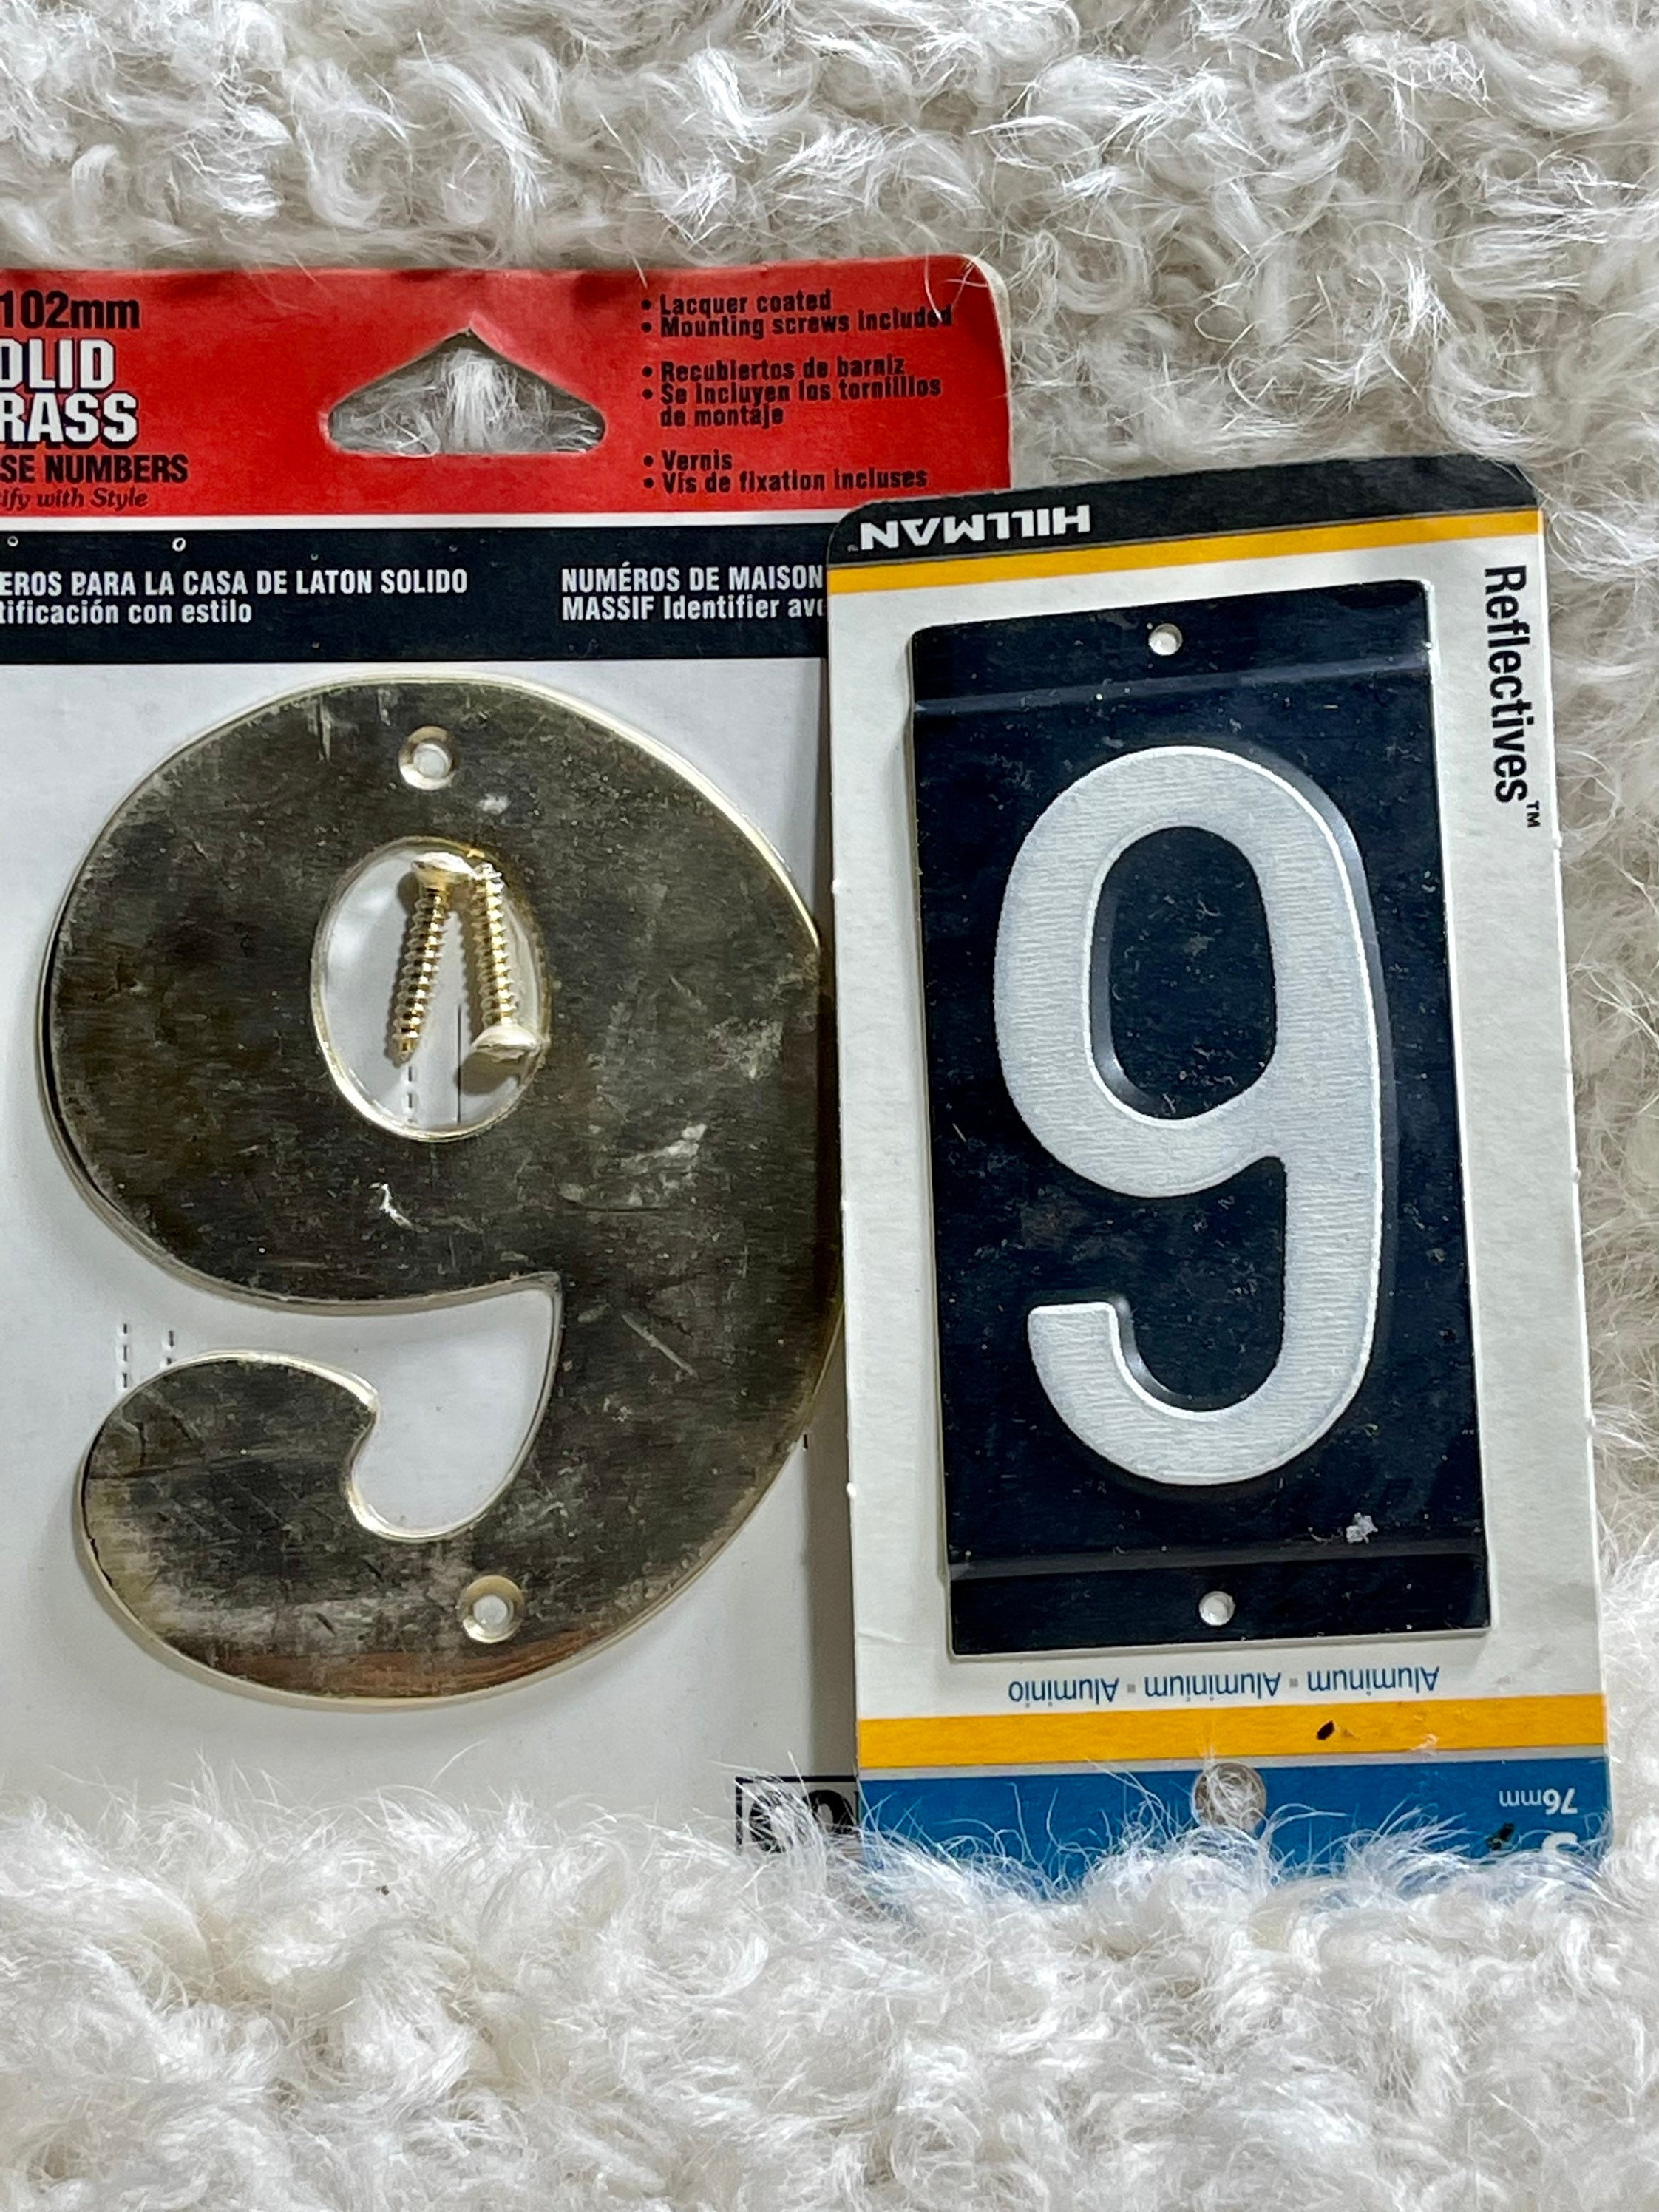 102mm
OLID
RASS
SE NUMBERS
ify with Style
• Lacquer coated
• Mounting screws included
• Recubiertos de barniz
• Se incluyen los tornillos
de montaje
• Vernis
• Vis de fixation incluses
EROS PARA LA CASA DE LATON SOLIDO
tificación con estilo
NUMÉROS DE MAISON
MASSIF Identifier ave
9
HILLMAN
Reflectives™
9
Aluminum ▪ Aluminium ▪ Aluminio
76mm